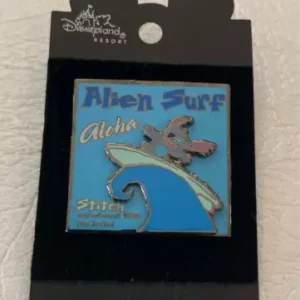 Disneyland
RESORT
Alien Surf
Aloha
Stitch